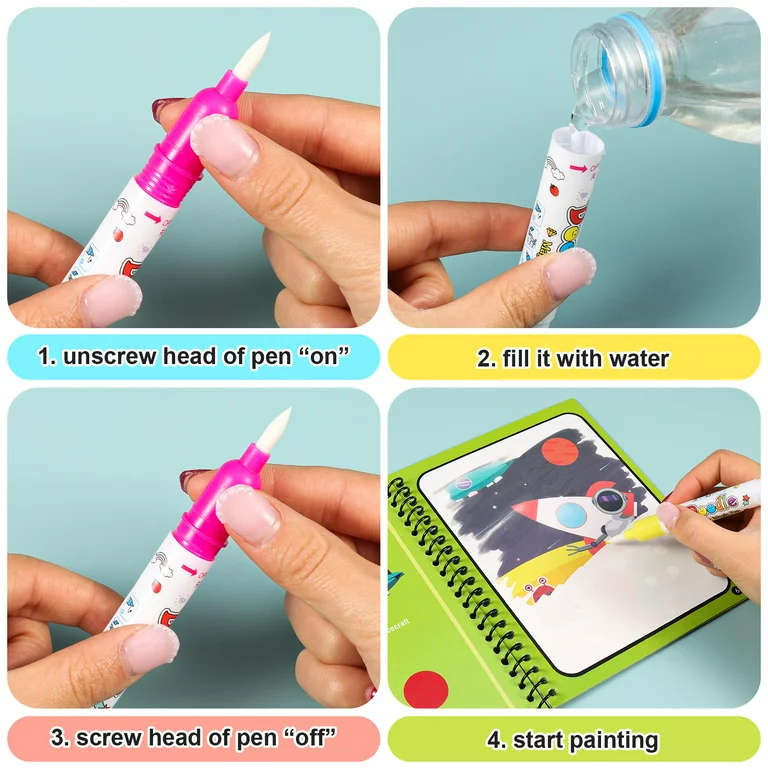 1. unscrew head of pen “on”
2. fill it with water
3. screw head of pen “off”
Doodle
4. start painting